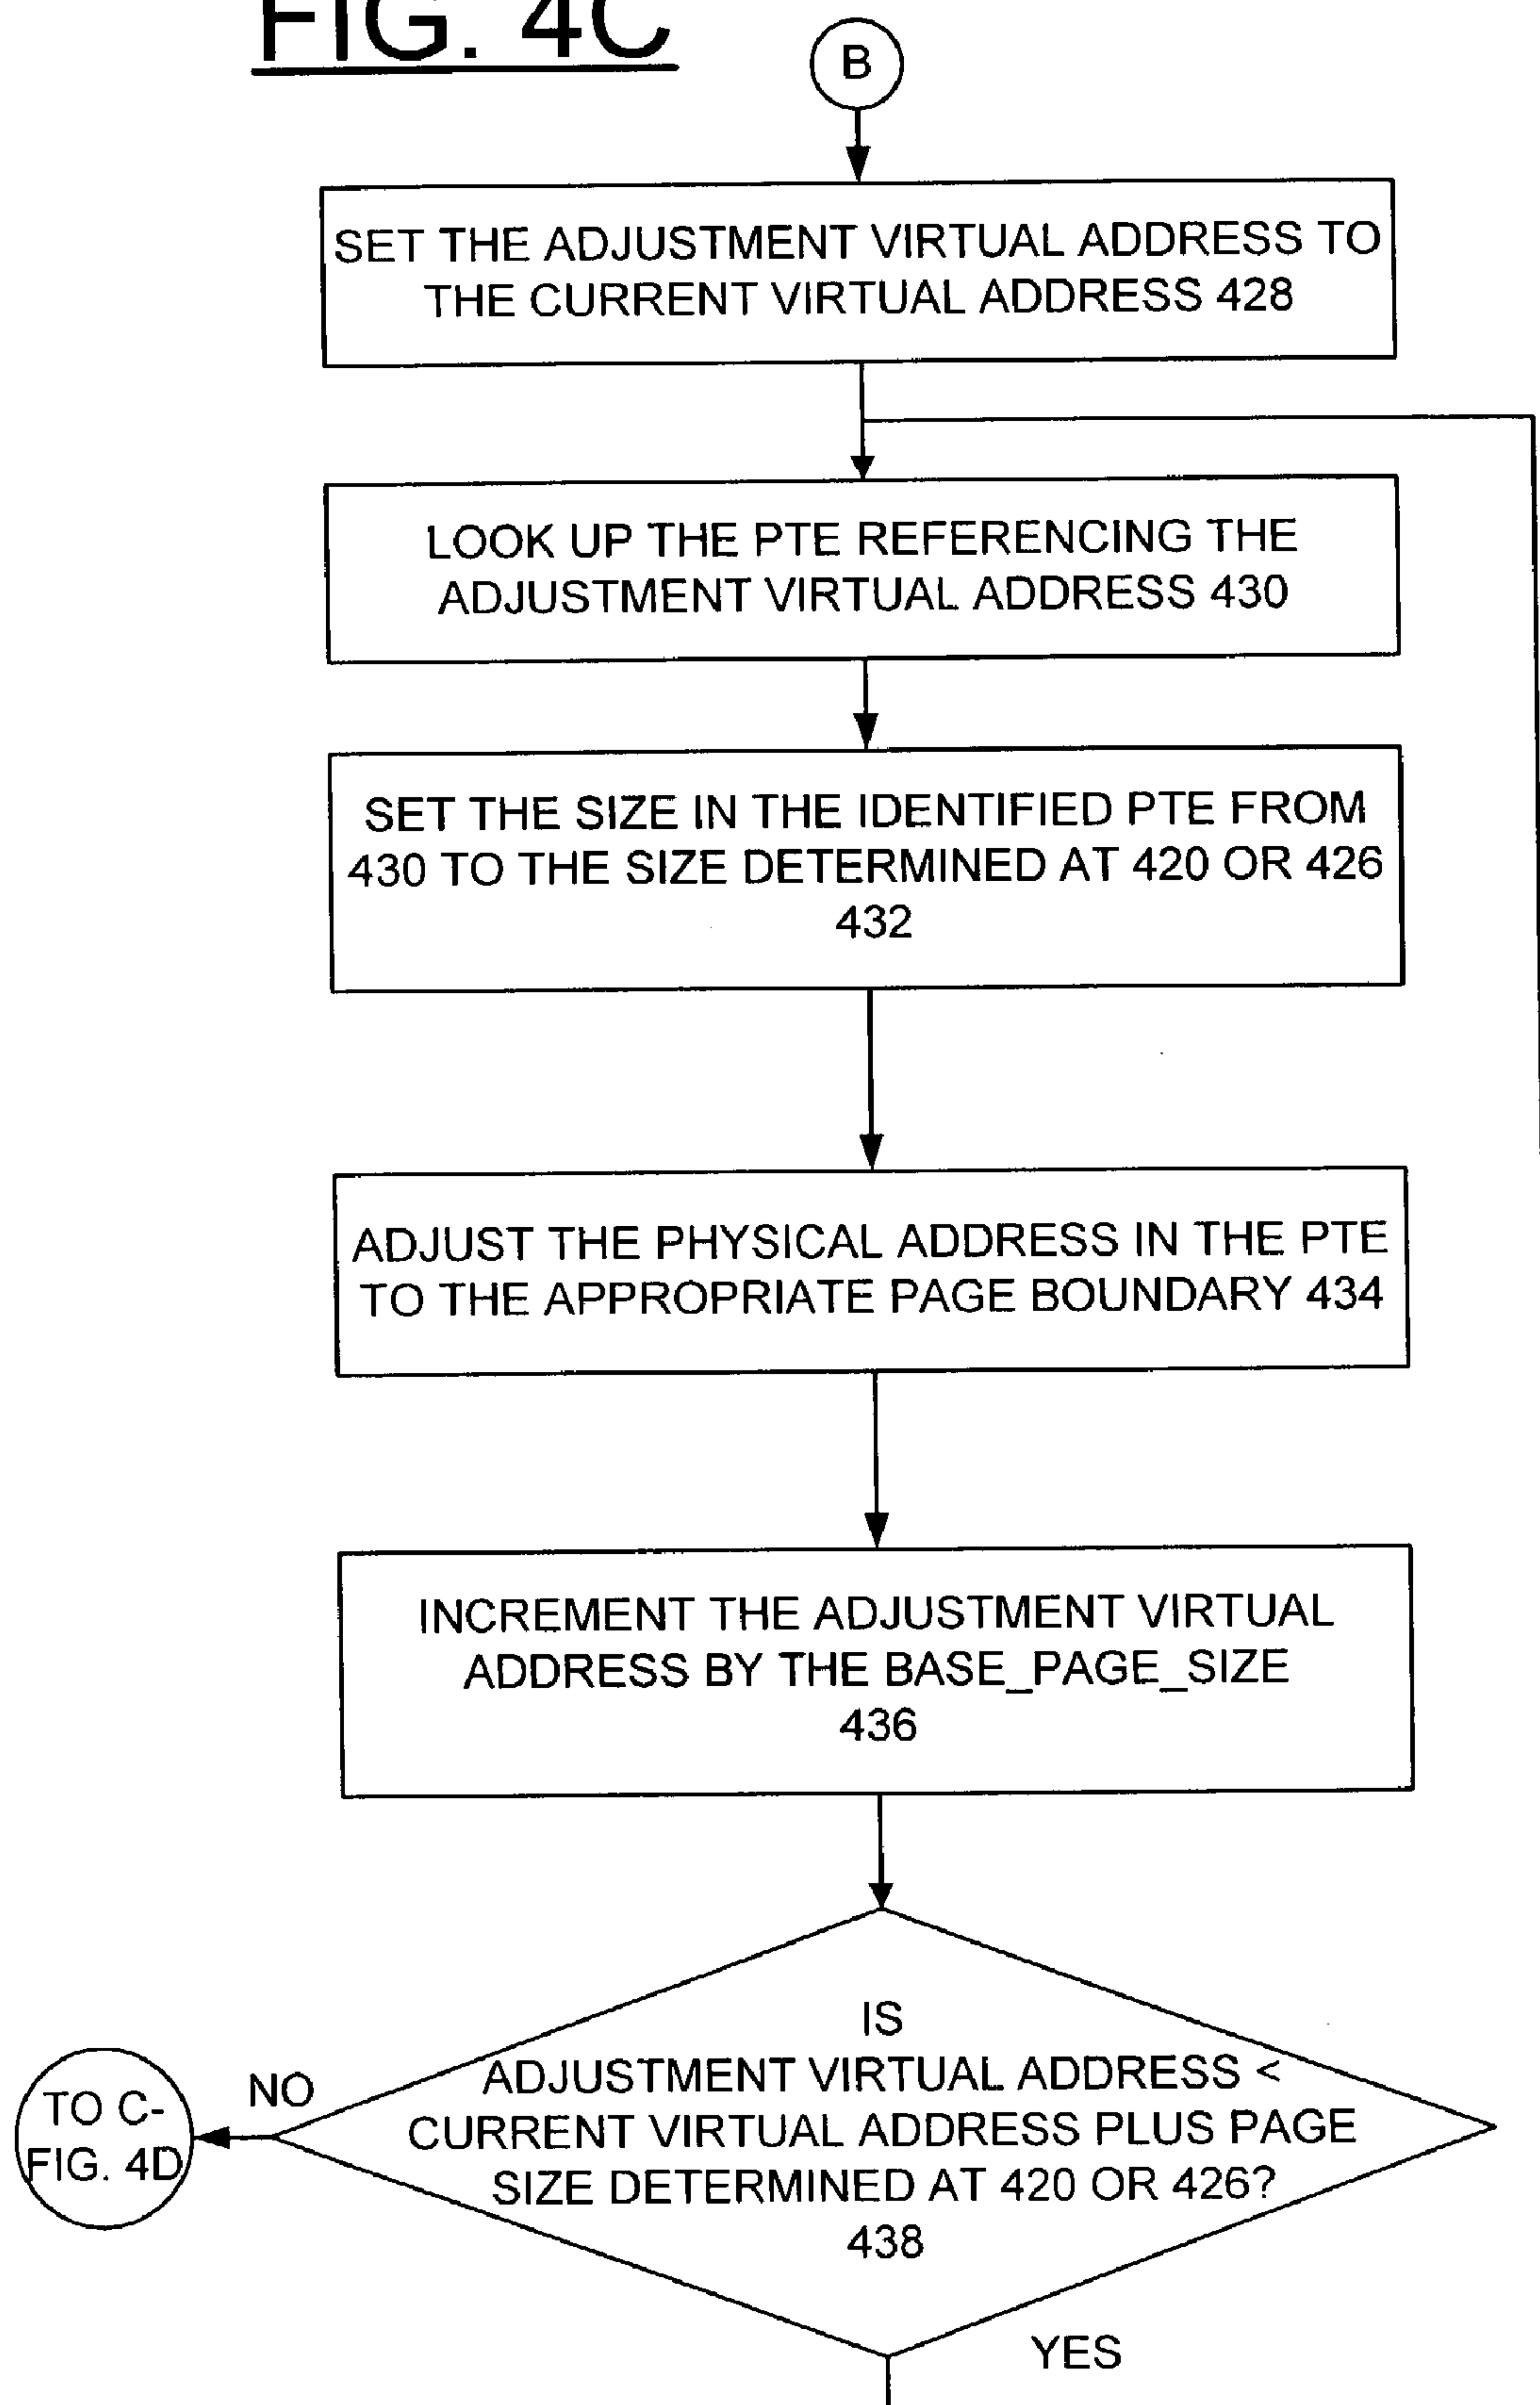 FIG. 4C
B
SET THE ADJUSTMENT VIRTUAL ADDRESS TO
THE CURRENT VIRTUAL ADDRESS 428
LOOK UP THE PTE REFERENCING THE
ADJUSTMENT VIRTUAL ADDRESS 430
SET THE SIZE IN THE IDENTIFIED PTE FROM
430 TO THE SIZE DETERMINED AT 420 OR 426
432
ADJUST THE PHYSICAL ADDRESS IN THE PTE
TO THE APPROPRIATE PAGE BOUNDARY 434
INCREMENT THE ADJUSTMENT VIRTUAL
ADDRESS BY THE BASE_PAGE_SIZE
436
IS
ADJUSTMENT VIRTUAL ADDRESS <
CURRENT VIRTUAL ADDRESS PLUS PAGE
SIZE DETERMINED AT 420 OR 426?
438
NO
TO C-
FIG. 4D
YES